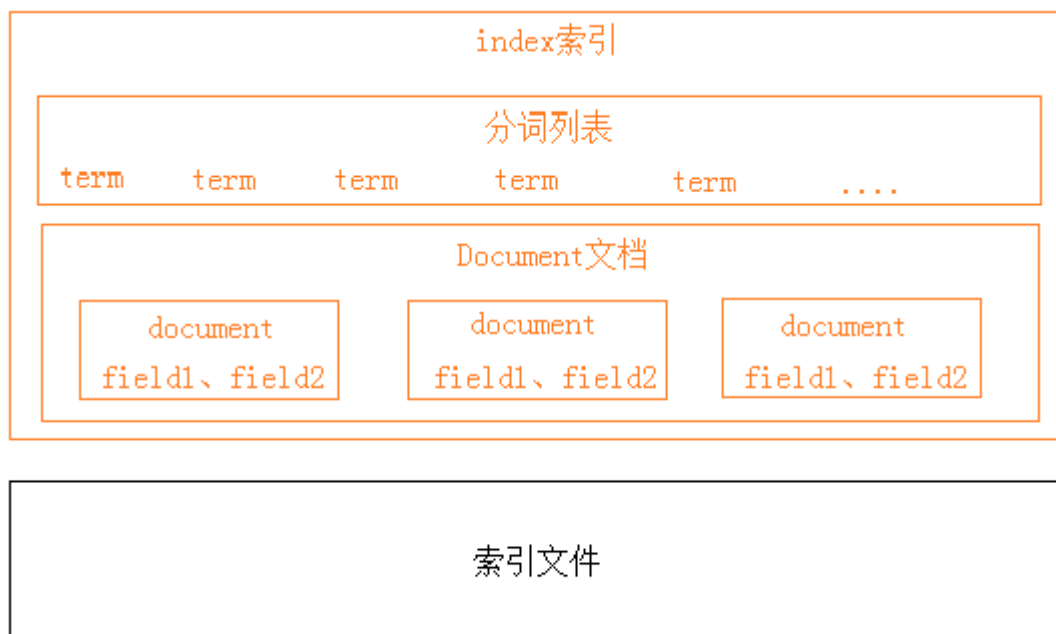 index索引
分词列表
term term term term term ....
Document文档
document document document
field1、field2 field1、field2 field1、field2
索引文件